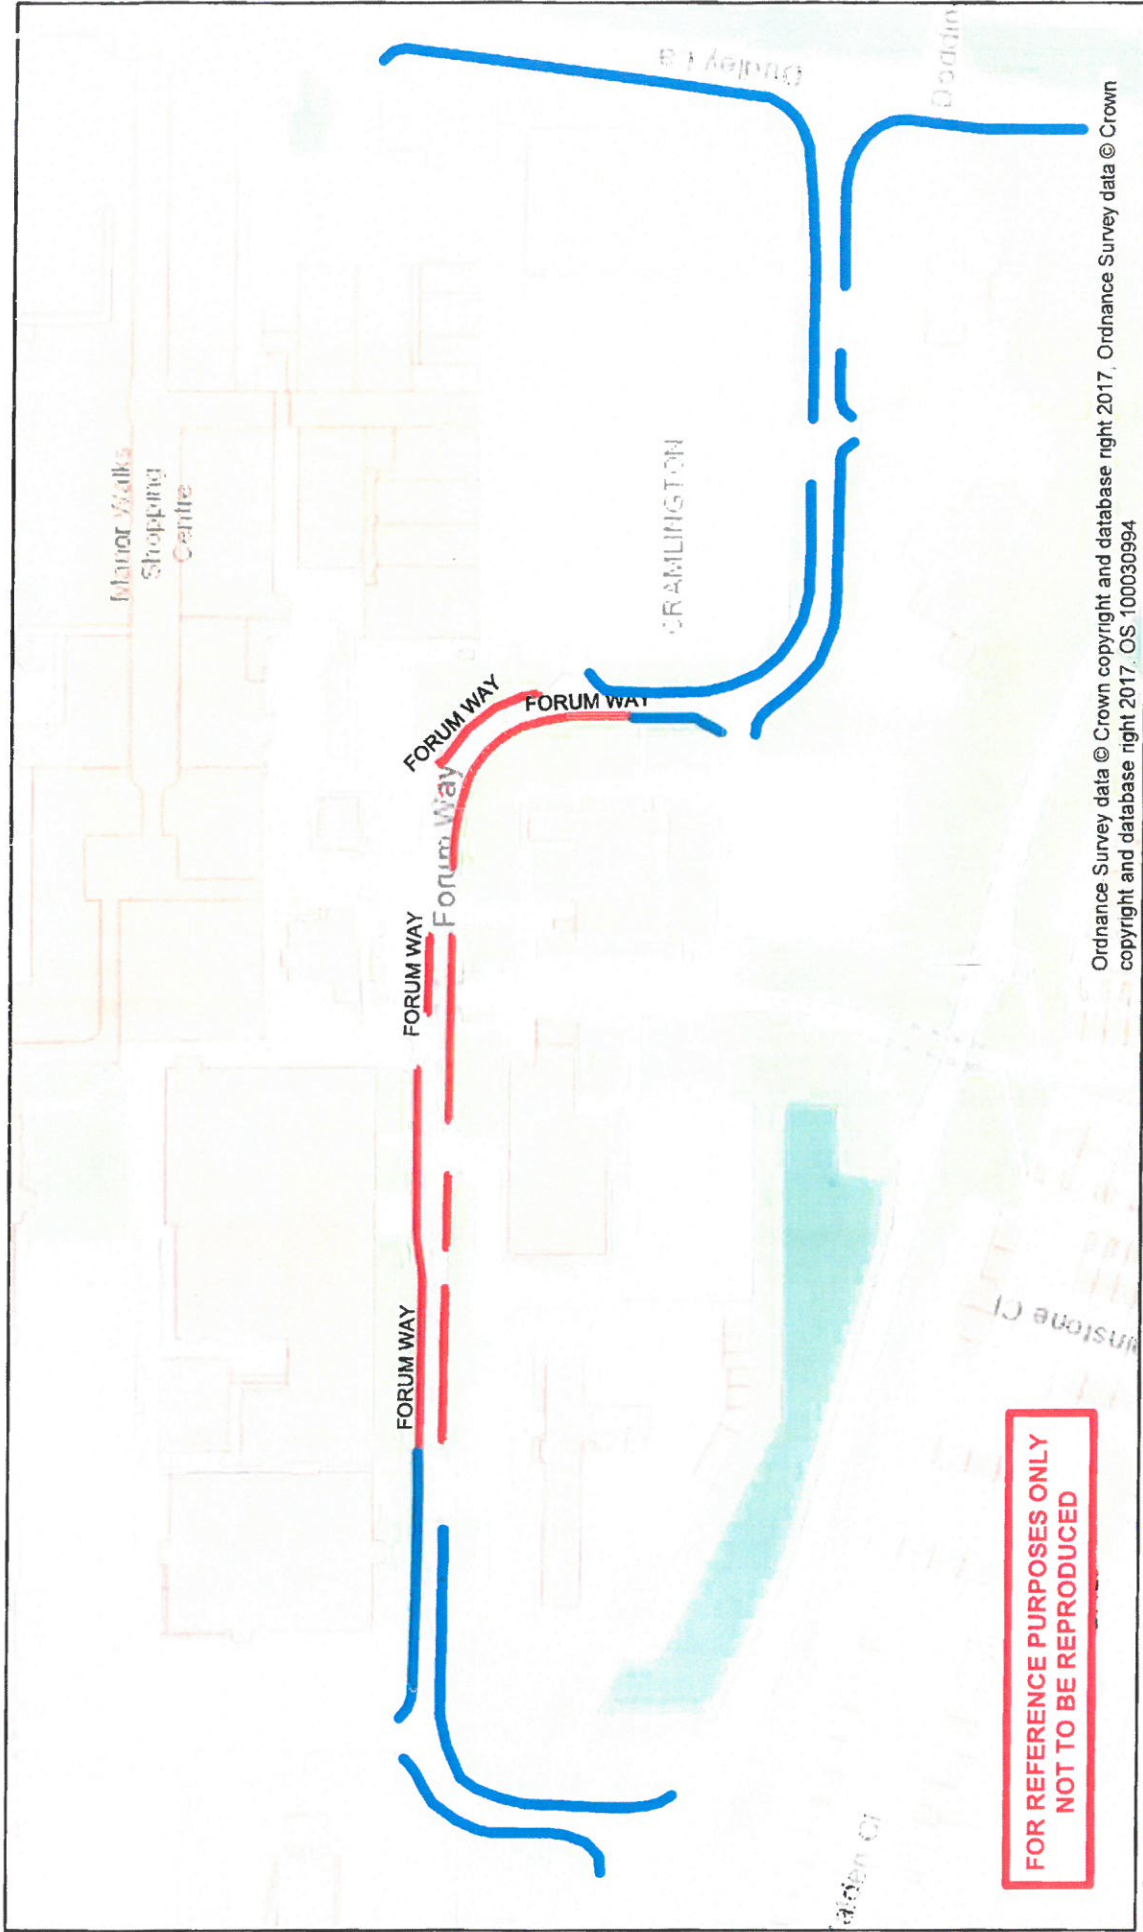 Manor Walks
Shopping
Centre
CRAMLINGTON
FORUM WAY
FORUM WAY
Forum Way
FORUM WAY
FORUM WAY
FOR REFERENCE PURPOSES ONLY
NOT TO BE REPRODUCED
Ordnance Survey data © Crown copyright and database right 2017, Ordnance Survey data © Crown
copyright and database right 2017. OS 100030994